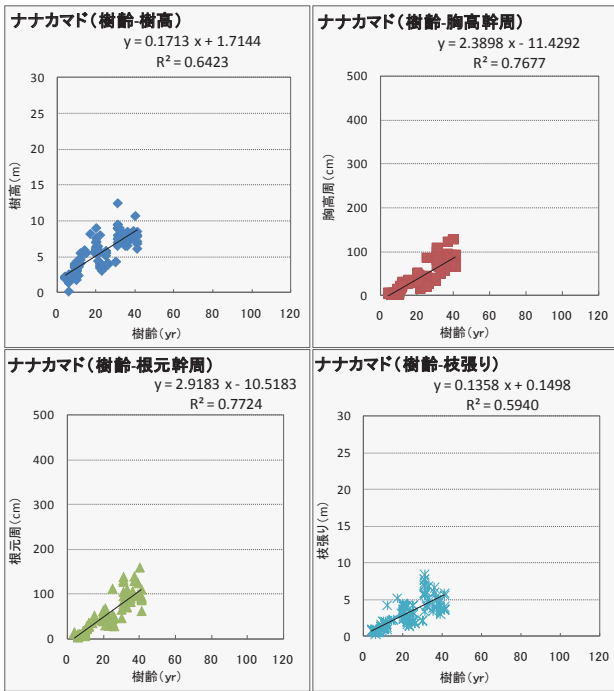 ナナカマド(樹齢-樹高)
y = 0.1713 x + 1.7144
R² = 0.6423
30
25
20
15
10
5
0
樹高(m)
0 20 40 60 80 100 120
樹齢(yr)
ナナカマド(樹齢-胸高幹周)
y = 2.3898 x - 11.4292
R² = 0.7677
500
400
300
200
100
0
胸高周(cm)
0 20 40 60 80 100 120
樹齢(yr)
ナナカマド(樹齢-根元幹周)
y = 2.9183 x - 10.5183
R² = 0.7724
500
400
300
200
100
0
根元周(cm)
0 20 40 60 80 100 120
樹齢(yr)
ナナカマド(樹齢-枝張り)
y = 0.1358 x + 0.1498
R² = 0.5940
30
25
20
15
10
5
0
枝張り(m)
0 20 40 60 80 100 120
樹齢(yr)